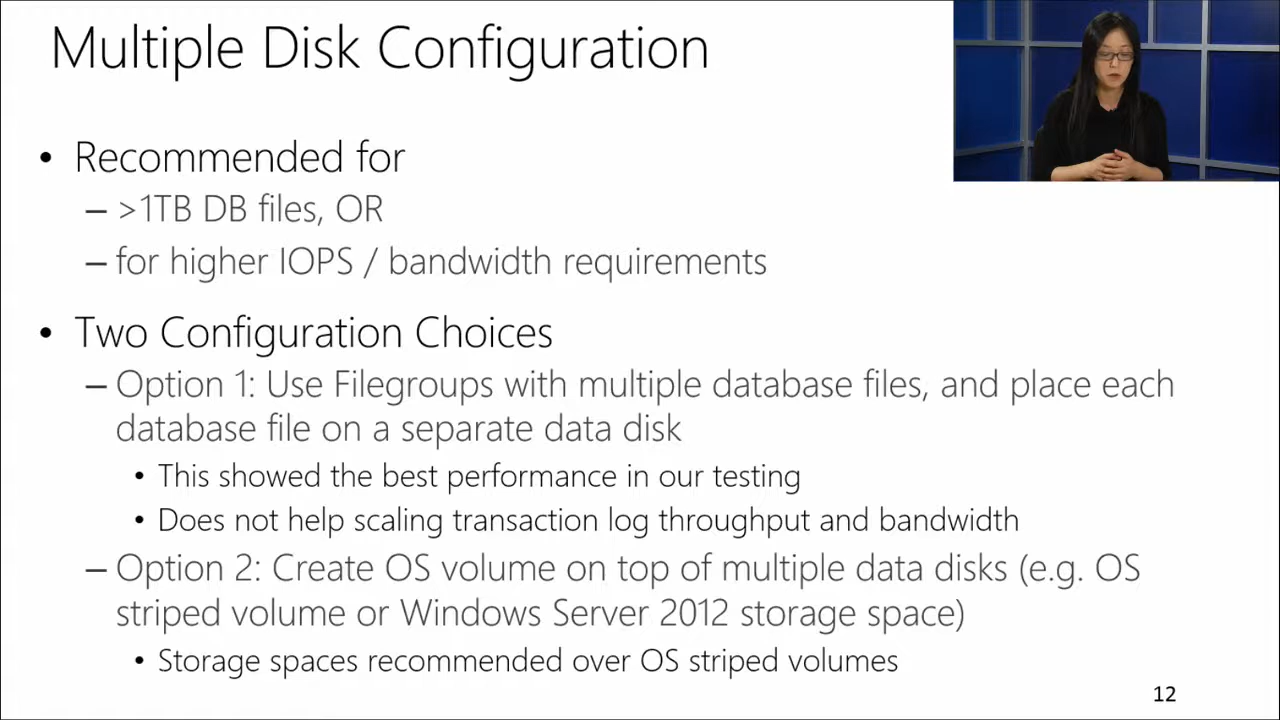 Multiple Disk Configuration
• Recommended for
– >1TB DB files, OR
– for higher IOPS / bandwidth requirements
• Two Configuration Choices
– Option 1: Use Filegroups with multiple database files, and place each
database file on a separate data disk
• This showed the best performance in our testing
• Does not help scaling transaction log throughput and bandwidth
– Option 2: Create OS volume on top of multiple data disks (e.g. OS
striped volume or Windows Server 2012 storage space)
• Storage spaces recommended over OS striped volumes
12